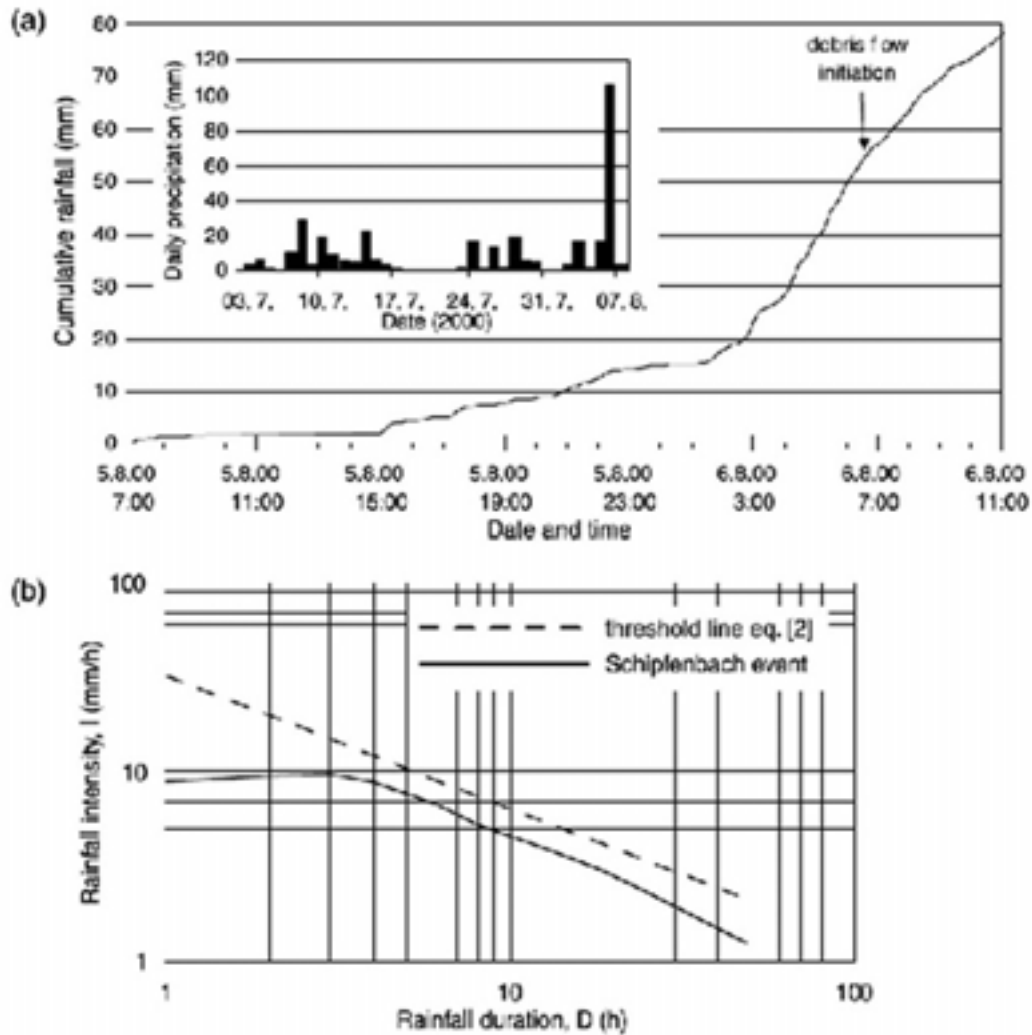 (a)
80
70
60
50
40
30
20
10
0
Cumulative rainfall (mm)
debris flow
initiation
120
100
80
60
40
20
0
Daily precipitation (mm)
03. 7. 10. 7. 17. 7. 24. 7. 31. 7. 07. 8.
Date (2000)
5.8.00 5.8.00 5.8.00 5.8.00 5.8.00 6.8.00 6.8.00 6.8.00
7:00 11:00 15:00 19:00 23:00 3:00 7:00 11:00
Date and time
(b)
100
10
1
Rainfall intensity, I (mm/h)
threshold line eq. [2]
Schipfenbach event
1 10 100
Rainfall duration, D (h)